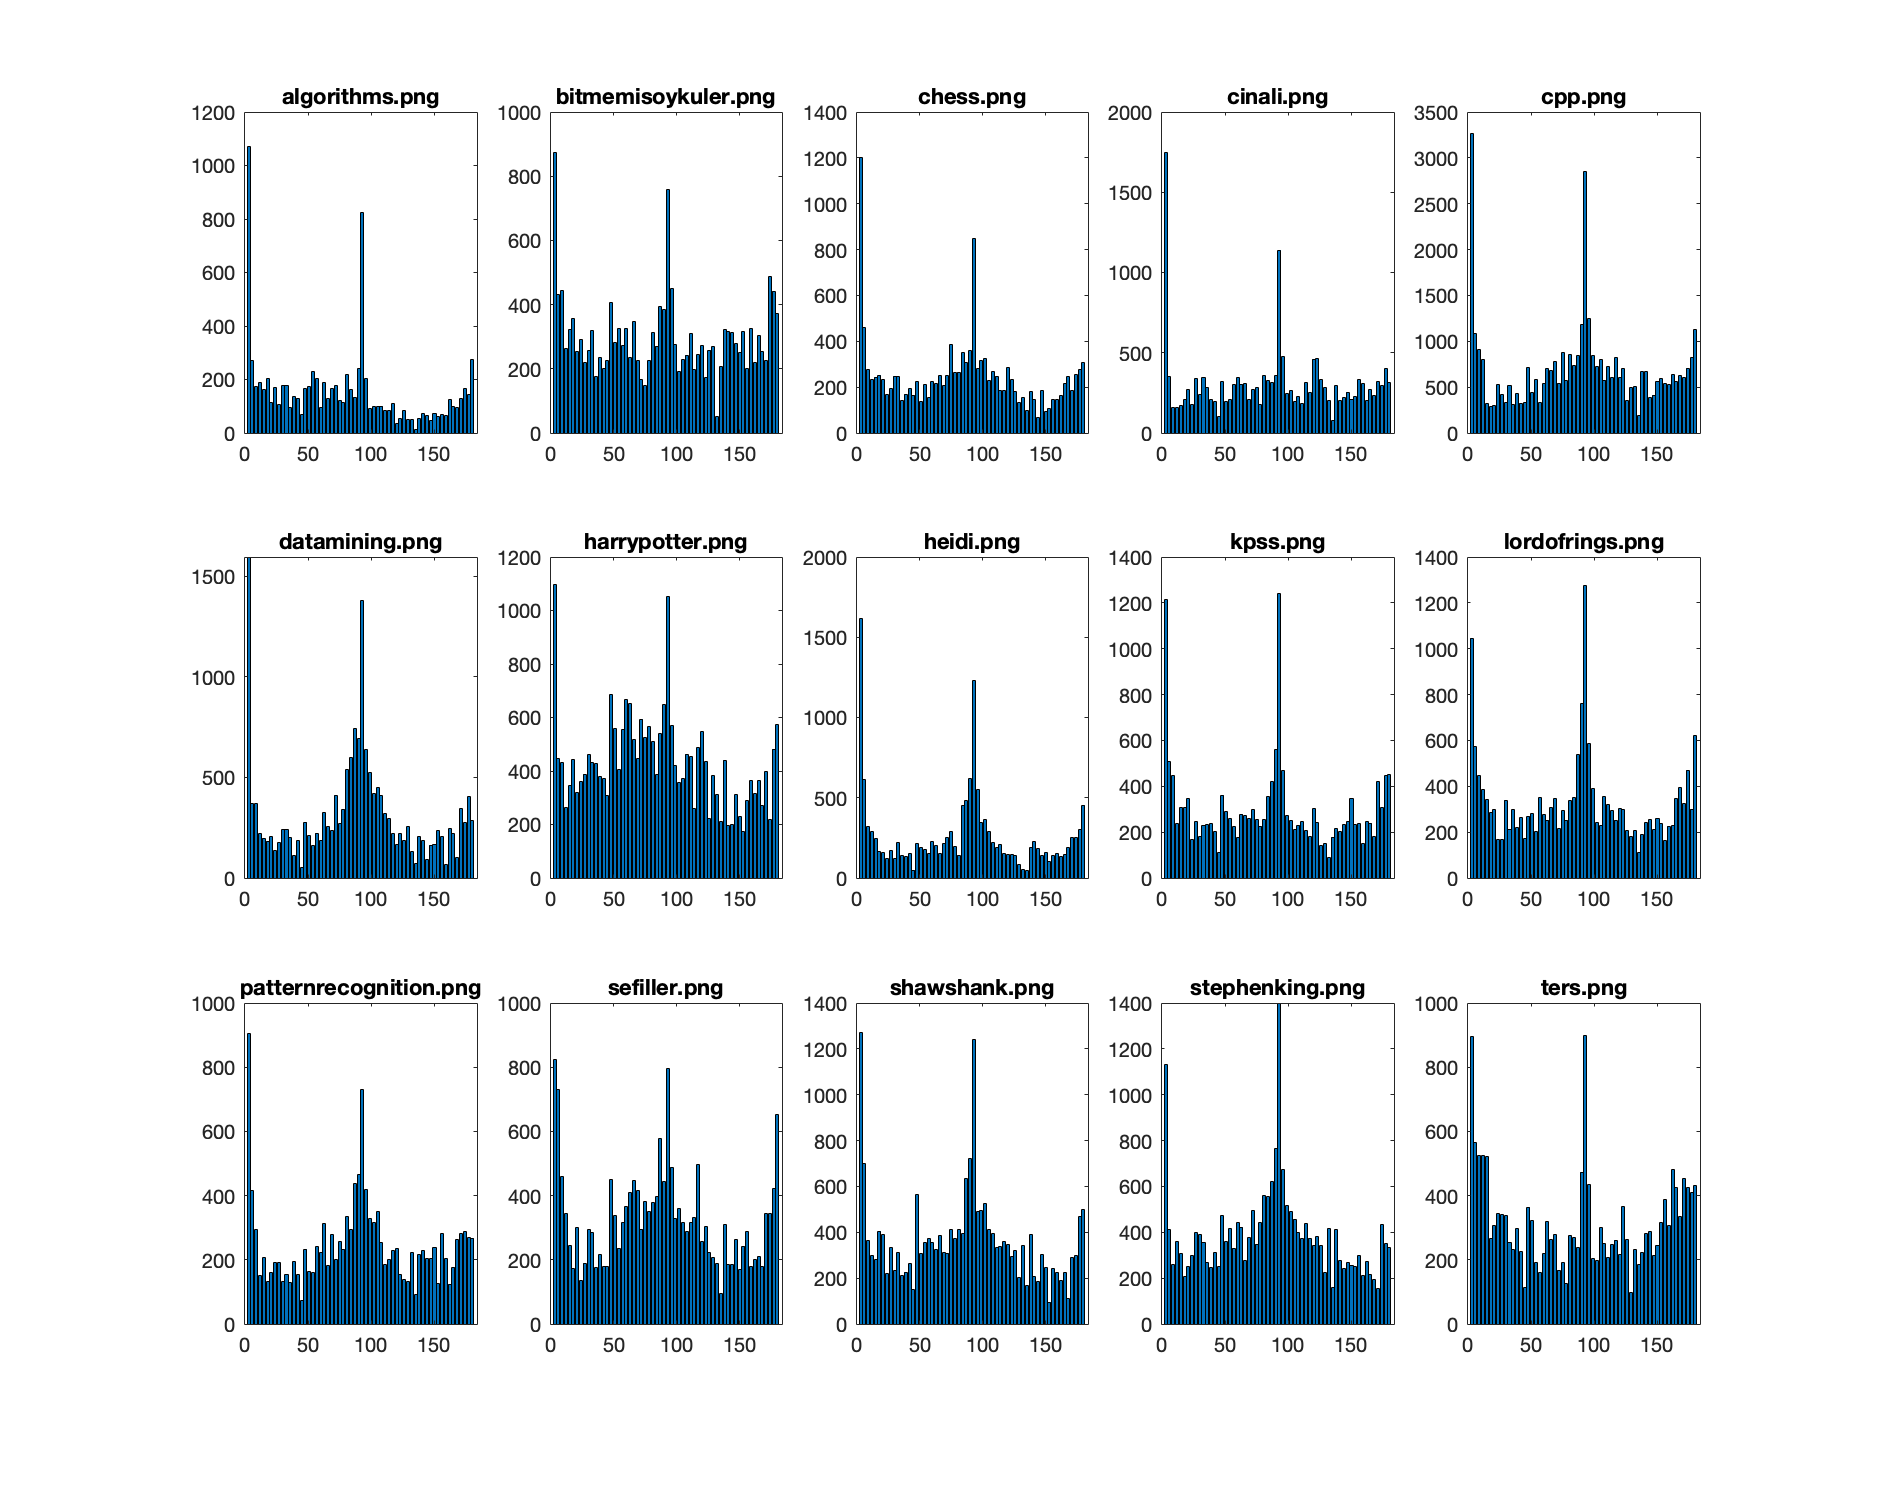 algorithms.png bitmemisoykuler.png chess.png cinali.png cpp.png
1200 1000 1400 2000 3500
1000 800 1200 1500 3000
800 600 1000 1000 2500
600 400 800 500 2000
400 200 600 0 1500
200 0 400 1000
0 200 500
0 0
0 50 100 150 0 50 100 150 0 50 100 150 0 50 100 150 0 50 100 150
datamining.png harrypotter.png heidi.png kpss.png lordofrings.png
1500 1200 2000 1400 1400
1000 1000 1500 1200 1200
500 800 1000 1000 1000
0 600 500 800 800
400 0 600 600
200 400 400
0 200 200
0 0
0 50 100 150 0 50 100 150 0 50 100 150 0 50 100 150 0 50 100 150
patternrecognition.png sefiller.png shawshank.png stephenking.png ters.png
1000 1000 1400 1400 1000
800 800 1200 1200 800
600 600 1000 1000 600
400 400 800 800 400
200 200 600 600 200
0 0 400 400 0
200 200
0 0
0 50 100 150 0 50 100 150 0 50 100 150 0 50 100 150 0 50 100 150